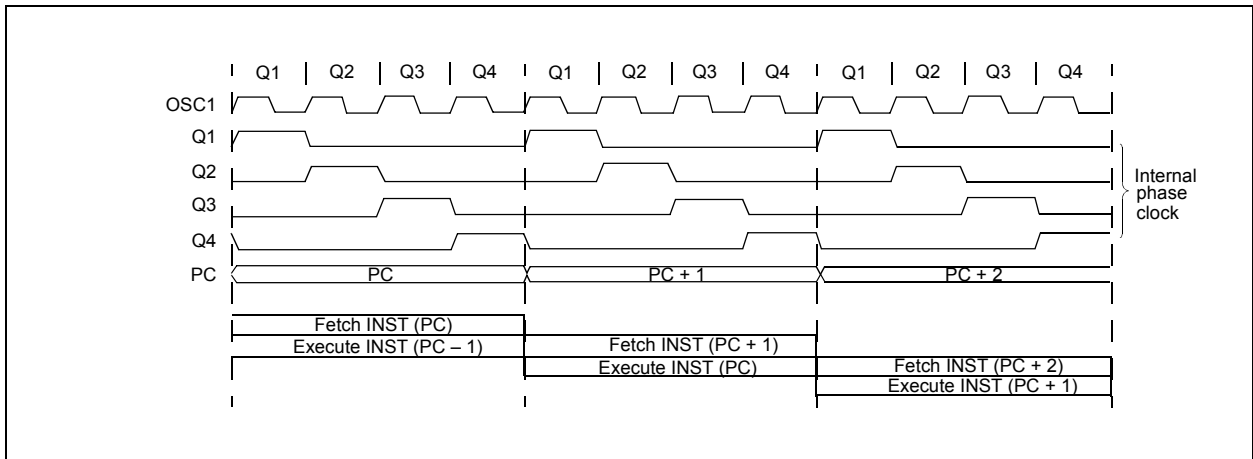 Q1 Q2 Q3 Q4 Q1 Q2 Q3 Q4 Q1 Q2 Q3 Q4
OSC1
Q1
Q2
Q3
Q4
PC
Internal
phase
clock
PC PC + 1 PC + 2
Fetch INST (PC)
Execute INST (PC – 1) Fetch INST (PC + 1)
Execute INST (PC) Fetch INST (PC + 2)
Execute INST (PC + 1)